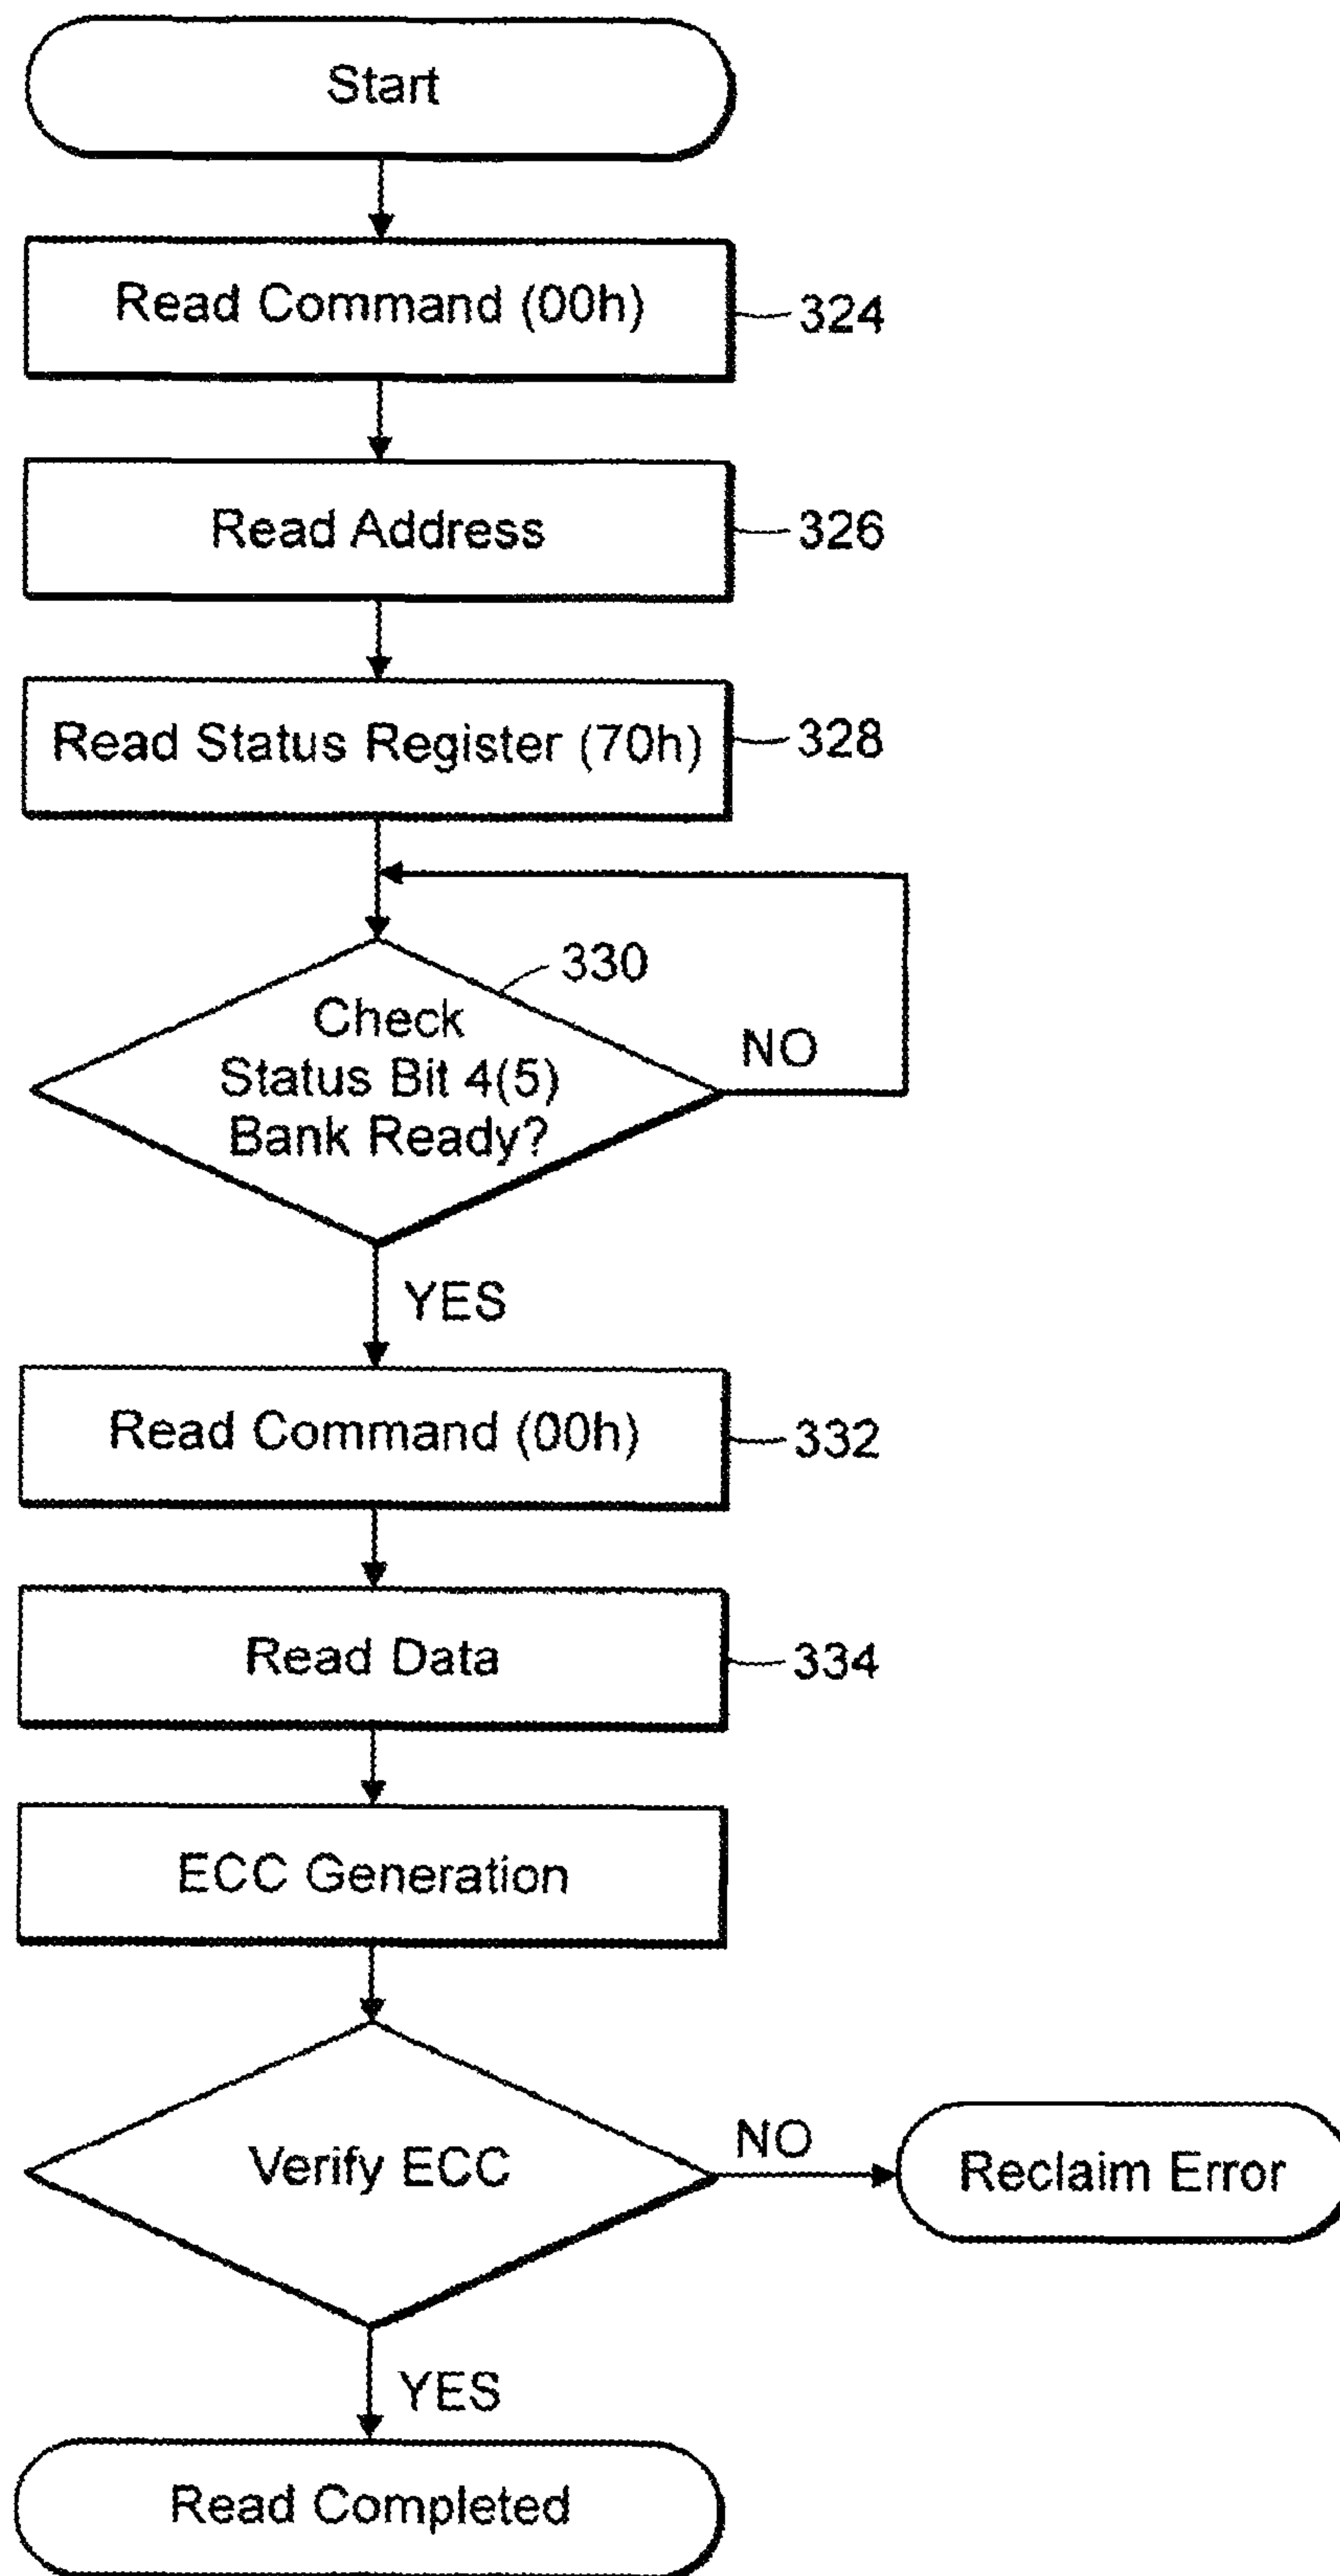 Start
Read Command (00h)
324
Read Address
326
Read Status Register (70h)
328
330
Check
Status Bit 4(5)
Bank Ready?
NO
YES
Read Command (00h)
332
Read Data
334
ECC Generation
Verify ECC
NO
Reclaim Error
YES
Read Completed